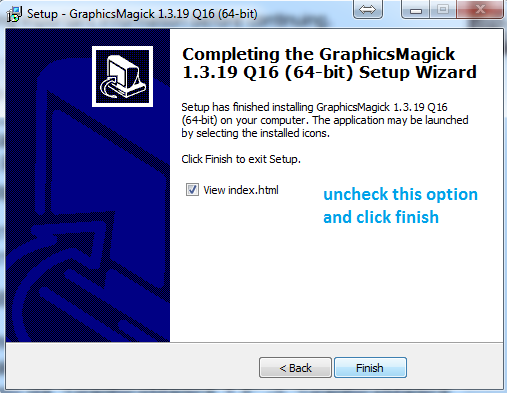 Setup - GraphicsMagick 1.3.19 Q16 (64-bit)
Completing the GraphicsMagick
1.3.19 Q16 (64-bit) Setup Wizard
Setup has finished installing GraphicsMagick 1.3.19 Q16
(64-bit) on your computer. The application may be launched
by selecting the installed icons.
Click Finish to exit Setup.
View index.html
uncheck this option
and click finish
< Back
Finish